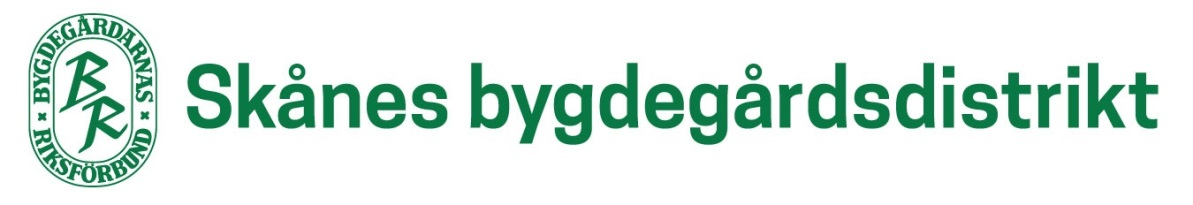 BYGDEGÅRDARNAS
BR
RIKSFÖRBUND
Skånes bygdegårdsdistrikt